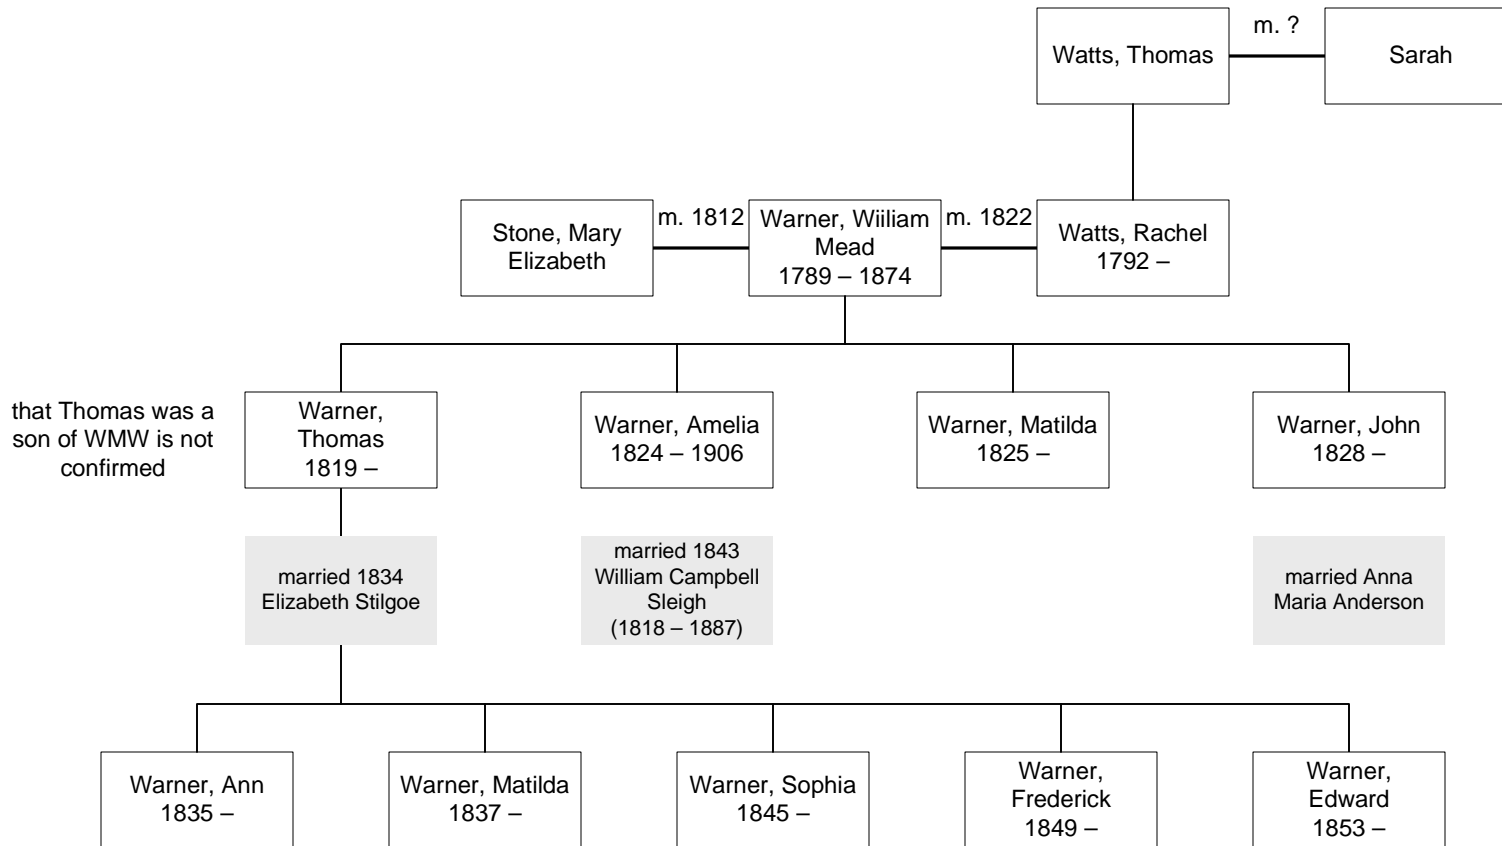 m. ?
Watts, Thomas
Sarah
m. 1812
m. 1822
Stone, Mary
Elizabeth
Warner, Wiiliam
Mead
1789 – 1874
Watts, Rachel
1792 –
that Thomas was a
son of WMW is not
confirmed
Warner,
Thomas
1819 –
Warner, Amelia
1824 – 1906
Warner, Matilda
1825 –
Warner, John
1828 –
married 1834
Elizabeth Stilgoe
married 1843
William Campbell
Sleigh
(1818 – 1887)
married Anna
Maria Anderson
Warner, Ann
1835 –
Warner, Matilda
1837 –
Warner, Sophia
1845 –
Warner,
Frederick
1849 –
Warner,
Edward
1853 –